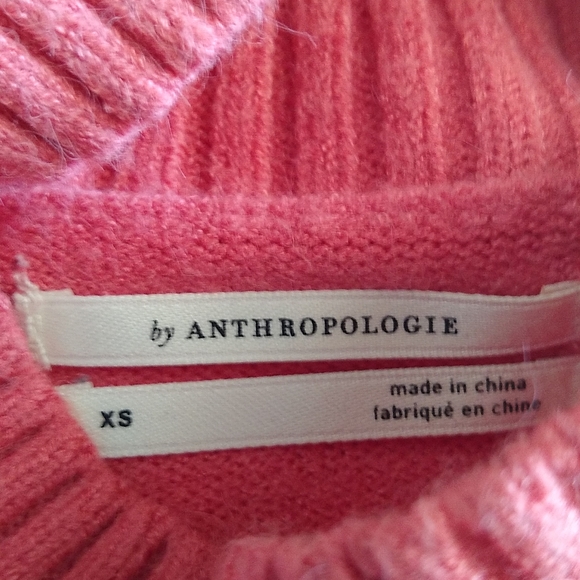 by ANTHROPOLOGIE
XS
made in china
fabriqué en chine